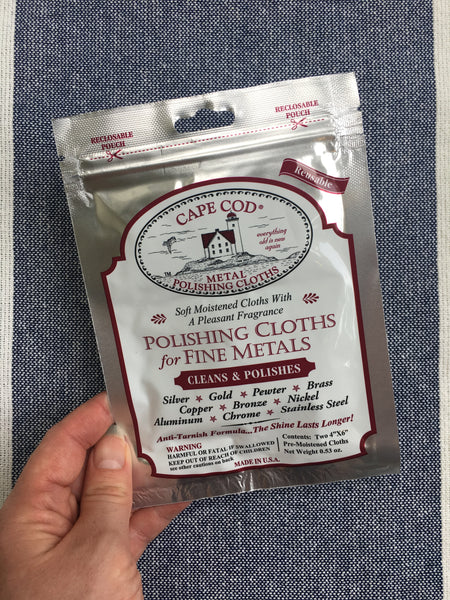 RECLOSABLE
POUCH
RECLOSABLE
POUCH
Reusable
CAPE COD®
everything
old is new
again
TM
METAL
POLISHING CLOTHS
Soft Moistened Cloths With
A Pleasant Fragrance
POLISHING CLOTHS
for FINE METALS
CLEANS & POLISHES
Silver ★ Gold ★ Pewter ★ Brass
Copper ★ Bronze ★ Nickel
Aluminum ★ Chrome ★ Stainless Steel
Anti-Tarnish Formula...The Shine Lasts Longer!
WARNING
HARMFUL OR FATAL IF SWALLOWED
KEEP OUT OF REACH OF CHILDREN
see other cautions on back
Contents: Two 4"X6"
Pre-Moistened Cloths
Net Weight 0.53 oz.
MADE IN U.S.A.